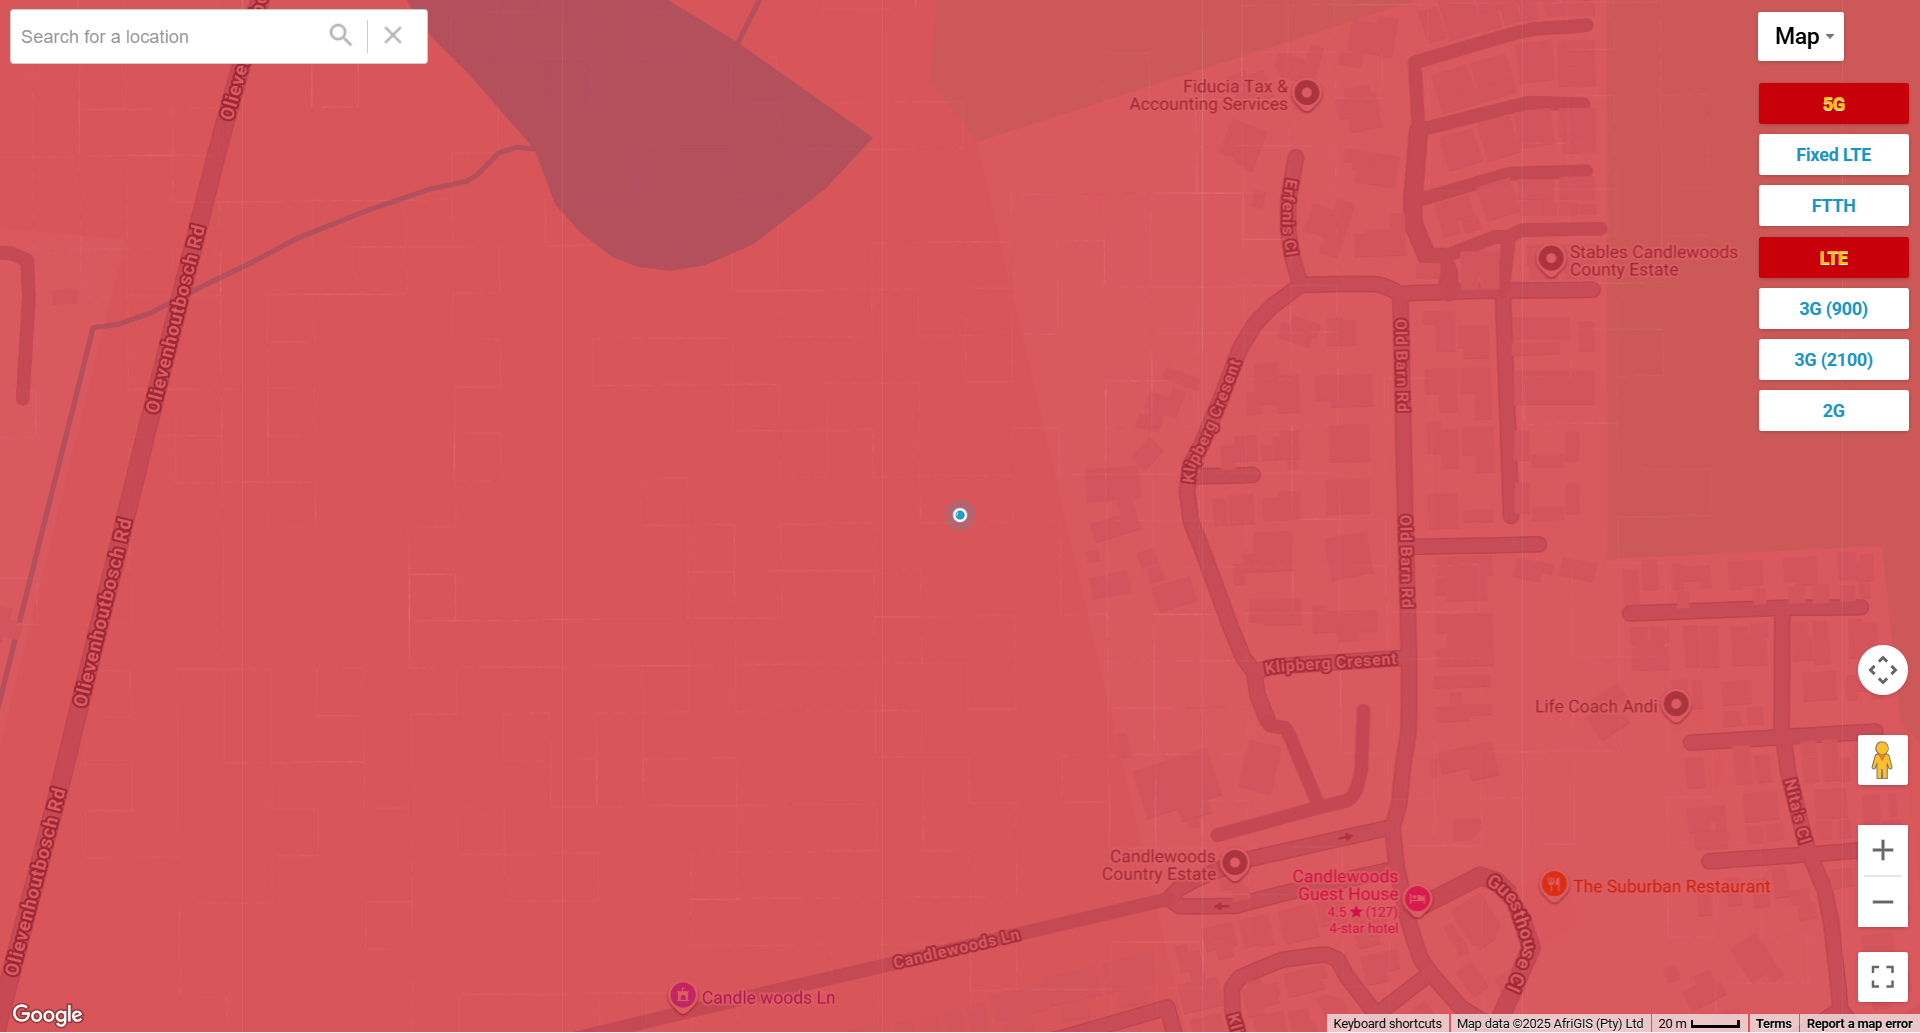 Search for a location
Map
5G
Fixed LTE
FTTH
LTE
3G (900)
3G (2100)
2G
Olievenhoutbosch Rd
Olievenhoutbosch Rd
Olievenhoutbosch Rd
Fiducia Tax &
Accounting Services
Erfenis Cl
Stables Candlewoods
County Estate
Old Barn Rd
Klipberg Cresent
Old Barn Rd
Klipberg Cresent
Life Coach Andi
Nita's Cl
Candlewoods
Country Estate
Candlewoods
Guest House
4.5 ★ (127)
4-star hotel
The Suburban Restaurant
Guesthouse Cl
Candlewoods Ln
Candle woods Ln
Google
Keyboard shortcuts
Map data ©2025 AfriGIS (Pty) Ltd
20 m
Terms
Report a map error